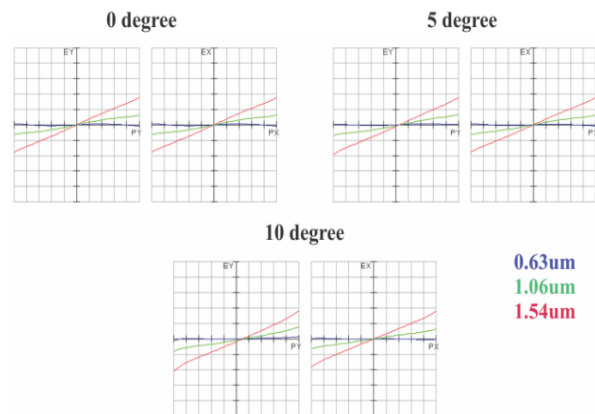 0 degree
5 degree
EY
EX
EY
EX
PY
PX
PY
PX
10 degree
EY
EX
PY
PX
0.63um
1.06um
1.54um